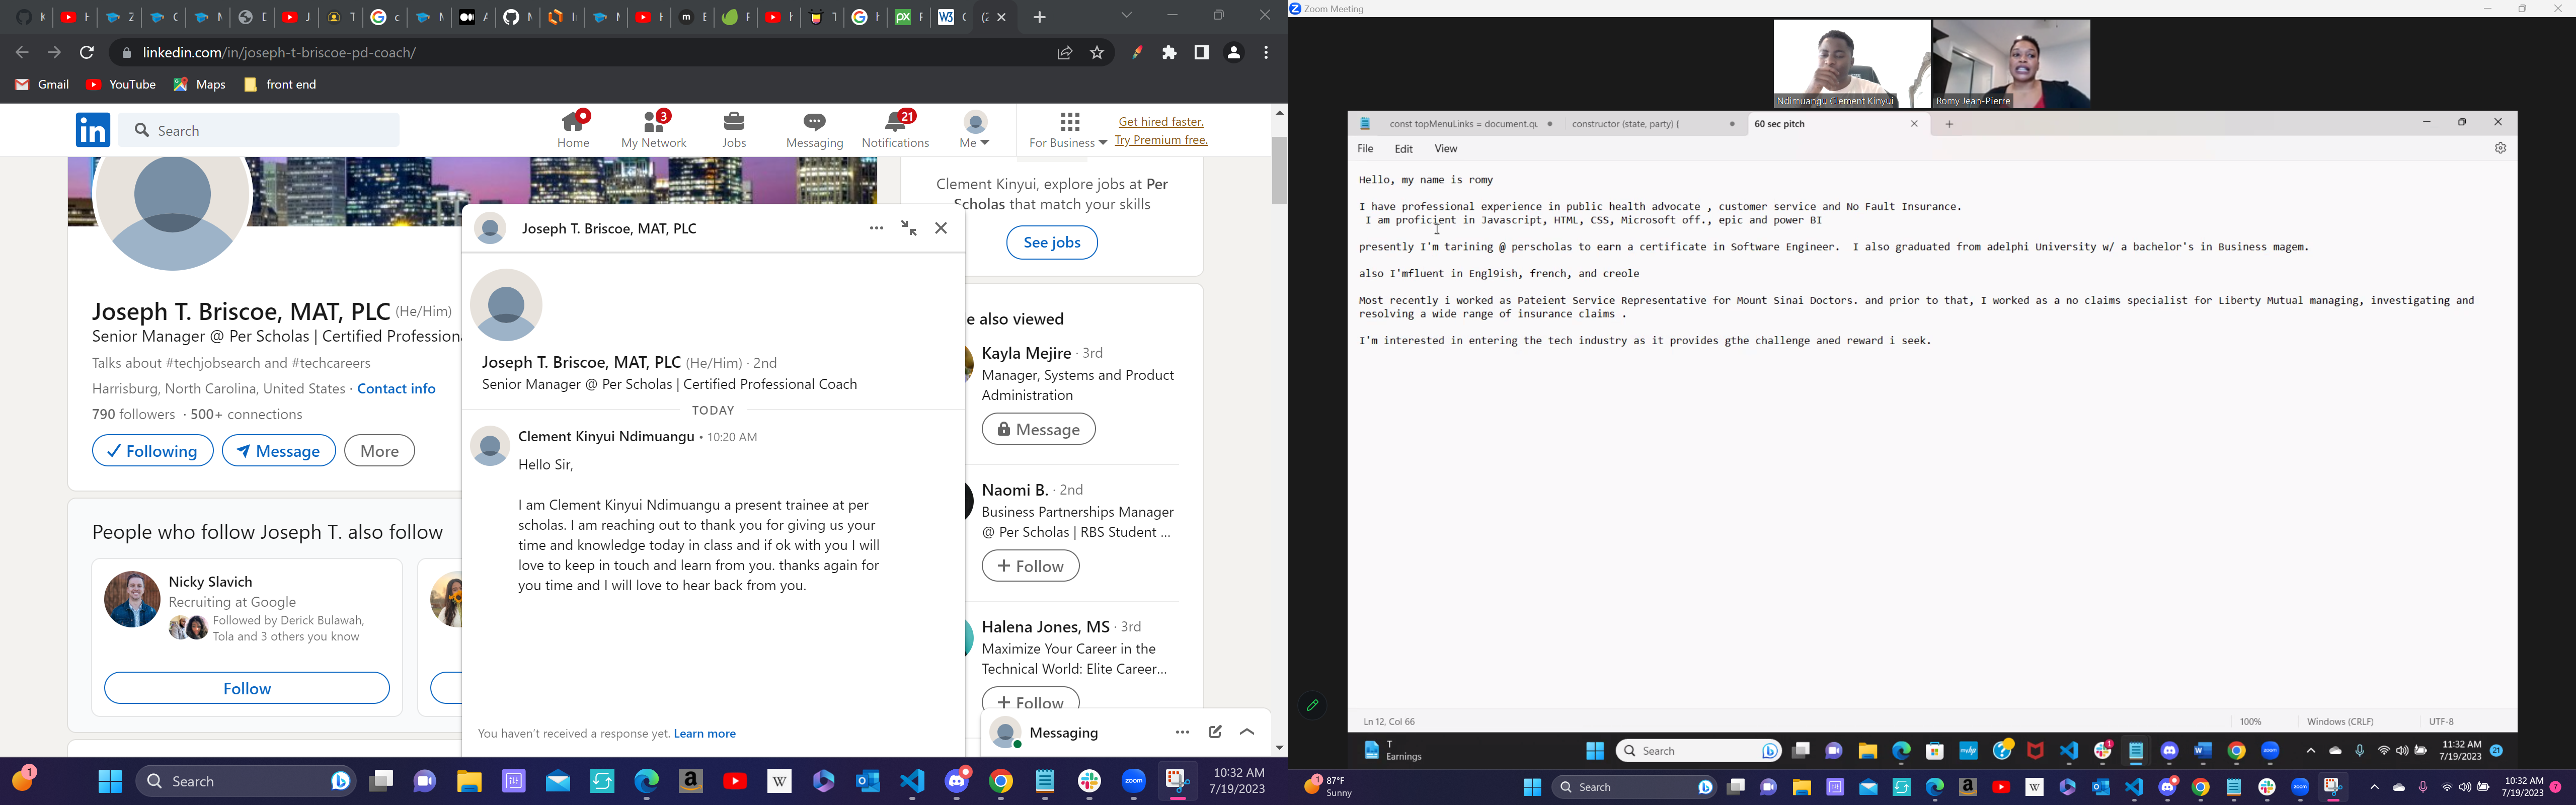 linkedin.com/in/joseph-t-briscoe-pd-coach/
Gmail
YouTube
Maps
front end
in
Search
Home
3
My Network
Jobs
Messaging
21
Notifications
Me
For Business
Get hired faster.
Try Premium free.
Joseph T. Briscoe, MAT, PLC (He/Him)
Senior Manager @ Per Scholas | Certified Profession
Talks about #techjobsearch and #techcareers
Harrisburg, North Carolina, United States · Contact info
790 followers · 500+ connections
Following
Message
More
People who follow Joseph T. also follow
Nicky Slavich
Recruiting at Google
Followed by Derick Bulawah,
Tola and 3 others you know
Follow
Joseph T. Briscoe, MAT, PLC
Joseph T. Briscoe, MAT, PLC (He/Him) · 2nd
Senior Manager @ Per Scholas | Certified Professional Coach
TODAY
Clement Kinyui Ndimuangu • 10:20 AM
Hello Sir,
I am Clement Kinyui Ndimuangu a present trainee at per
scholas. I am reaching out to thank you for giving us your
time and knowledge today in class and if ok with you I will
love to keep in touch and learn from you. thanks again for
you time and I will love to hear back from you.
You haven't received a response yet. Learn more
Clement Kinyui, explore jobs at Per
Scholas that match your skills
See jobs
e also viewed
Kayla Mejire · 3rd
Manager, Systems and Product
Administration
Message
Naomi B. · 2nd
Business Partnerships Manager
@ Per Scholas | RBS Student ...
+ Follow
Halena Jones, MS · 3rd
Maximize Your Career in the
Technical World: Elite Career...
+ Follow
Messaging
1
Search
10:32 AM
7/19/2023
Zoom Meeting
Ndimuangu Clement Kinyui
Romy Jean-Pierre
const topMenuLinks = document.qu
constructor (state, party) {
60 sec pitch
File
Edit
View
Hello, my name is romy
I have professional experience in public health advocate , customer service and No Fault Insurance.
I am proficient in Javascript, HTML, CSS, Microsoft off., epic and power BI
presently I'm tarining @ perscholas to earn a certificate in Software Engineer.  I also graduated from adelphi University w/ a bachelor's in Business magem.
also I'mfluent in Engl9ish, french, and creole
Most recently i worked as Pateient Service Representative for Mount Sinai Doctors. and prior to that, I worked as a no claims specialist for Liberty Mutual managing, investigating and
resolving a wide range of insurance claims .
I'm interested in entering the tech industry as it provides gthe challenge aned reward i seek.
Ln 12, Col 66
100%
Windows (CRLF)
UTF-8
T
Earnings
Search
11:32 AM
7/19/2023
21
1
87°F
Sunny
Search
10:32 AM
7/19/2023
7